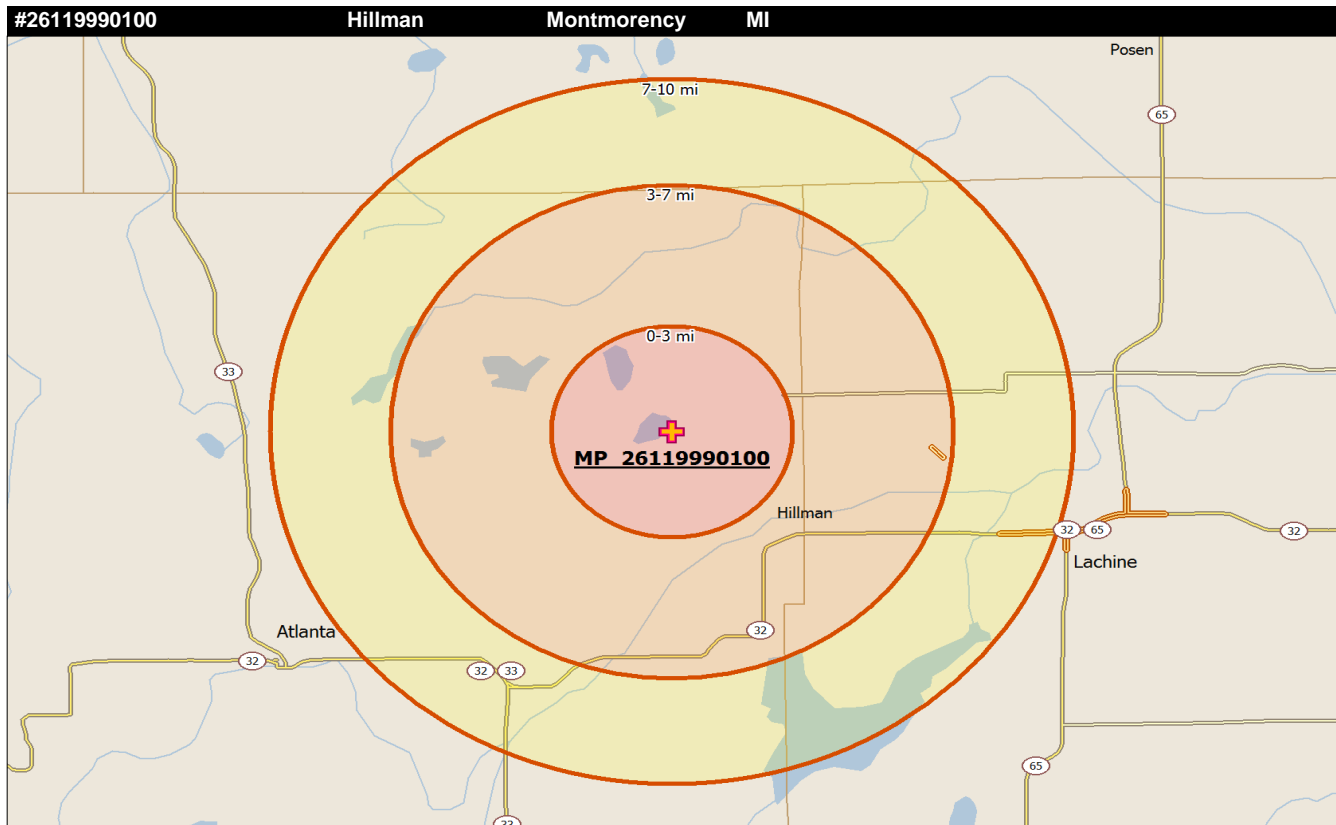 #26119990100 Hillman Montmorency MI
Posen
7-10 mi
65
3-7 mi
0-3 mi
33
MP 26119990100
Hillman
32 65
32
Lachine
Atlanta
32
32
32 33
65
33